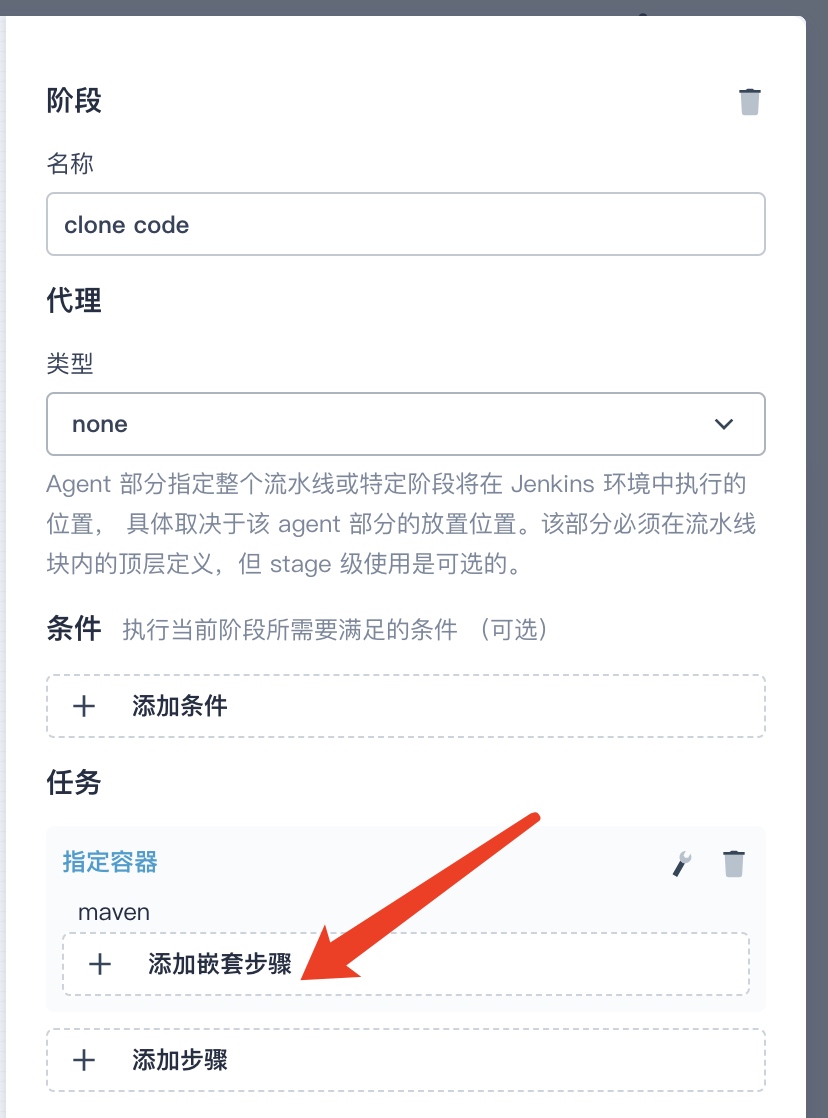 阶段
名称
clone code
代理
类型
none
Agent 部分指定整个流水线或特定阶段将在 Jenkins 环境中执行的
位置， 具体取决于该 agent 部分的放置位置。该部分必须在流水线
块内的顶层定义，但 stage 级使用是可选的。
条件 执行当前阶段所需要满足的条件 （可选）
添加条件
任务
指定容器
maven
添加嵌套步骤
添加步骤